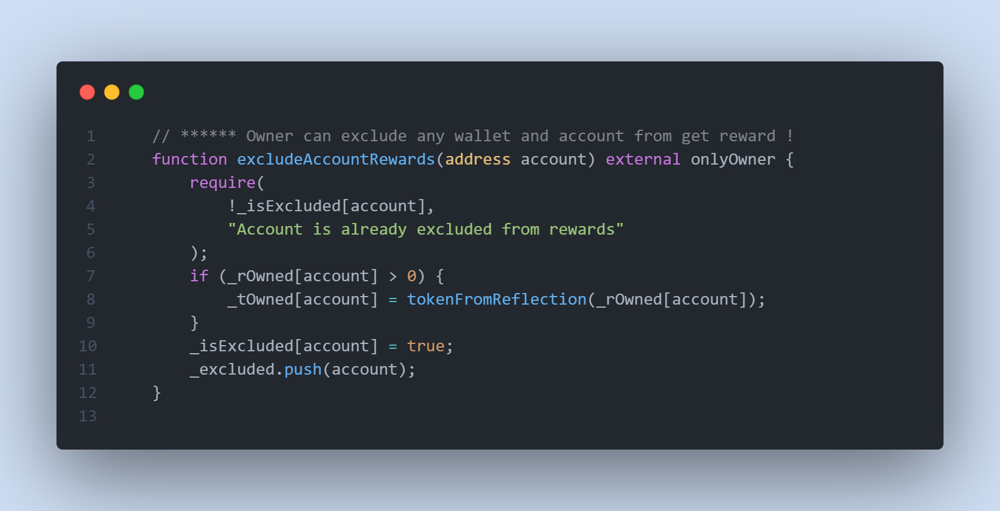 1 // ****** Owner can exclude any wallet and account from get reward !
2 function excludeAccountRewards(address account) external onlyOwner {
3 require(
4 !_isExcluded[account],
5 "Account is already excluded from rewards"
6 );
7 if (_rOwned[account] > 0) {
8 _tOwned[account] = tokenFromReflection(_rOwned[account]);
9 }
10 _isExcluded[account] = true;
11 _excluded.push(account);
12 }
13